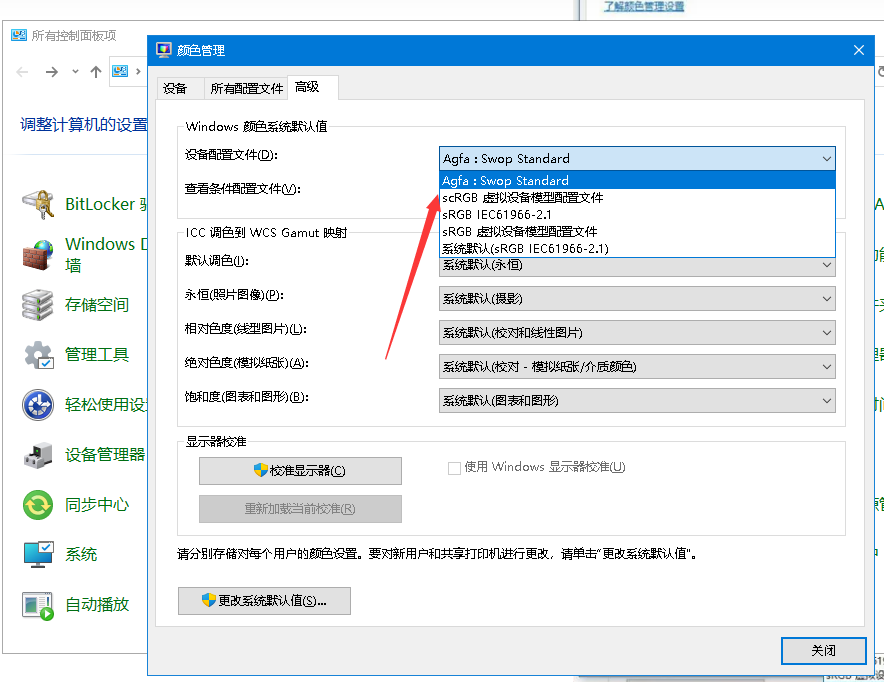 了解颜色管理设置
所有控制面板项
调整计算机的设置
BitLocker
Windows D
墙
存储空间
管理工具
轻松使用设
设备管理器
同步中心
系统
自动播放
颜色管理
设备
所有配置文件
高级
Windows 颜色系统默认值
设备配置文件(D):
Agfa : Swop Standard
Agfa : Swop Standard
scRGB 虚拟设备模型配置文件
sRGB IEC61966-2.1
sRGB 虚拟设备模型配置文件
系统默认(sRGB IEC61966-2.1)
查看条件配置文件(V):
ICC 调色到 WCS Gamut 映射
默认调色(I):
系统默认(永恒)
永恒(照片图像)(P):
系统默认(摄影)
相对色度(线型图片)(L):
系统默认(校对和线性图片)
绝对色度(模拟纸张)(A):
系统默认(校对 - 模拟纸张/介质颜色)
饱和度(图表和图形)(B):
系统默认(图表和图形)
显示器校准
校准显示器(C)
使用 Windows 显示器校准(U)
重新加载当前校准(R)
请分别存储对每个用户的颜色设置。要对新用户和共享打印机进行更改，请单击“更改系统默认值”。
更改系统默认值(S)...
关闭